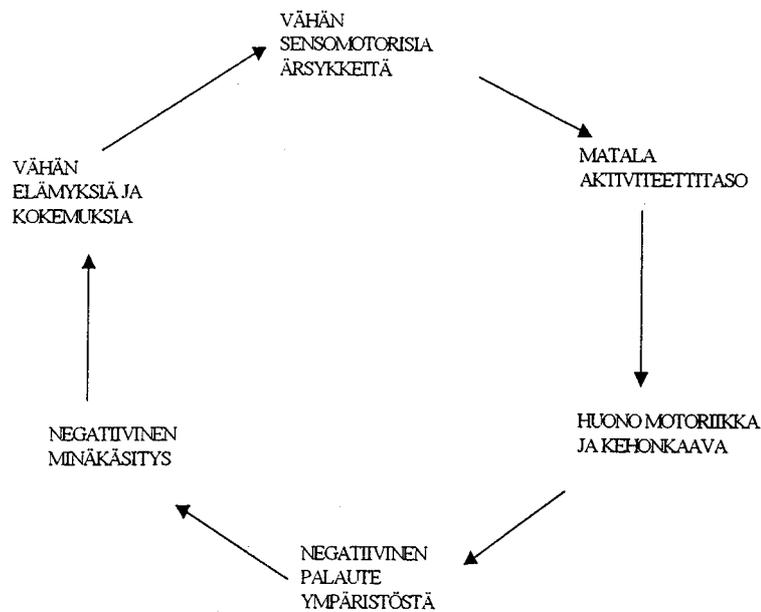 VÄHÄN
SENSOMOTORISIA
ÄRSYKKEITÄ
MATALA
AKTIVITEETTITASO
HUONO MOTORIIKKA
JA KEHONKAAVA
NEGATIIVINEN
PALAUTE
YMPÄRISTÖSTÄ
NEGATIIVINEN
MINÄKÄSITYS
VÄHÄN
ELÄMYKSIÄ JA
KOKEMUKSIA